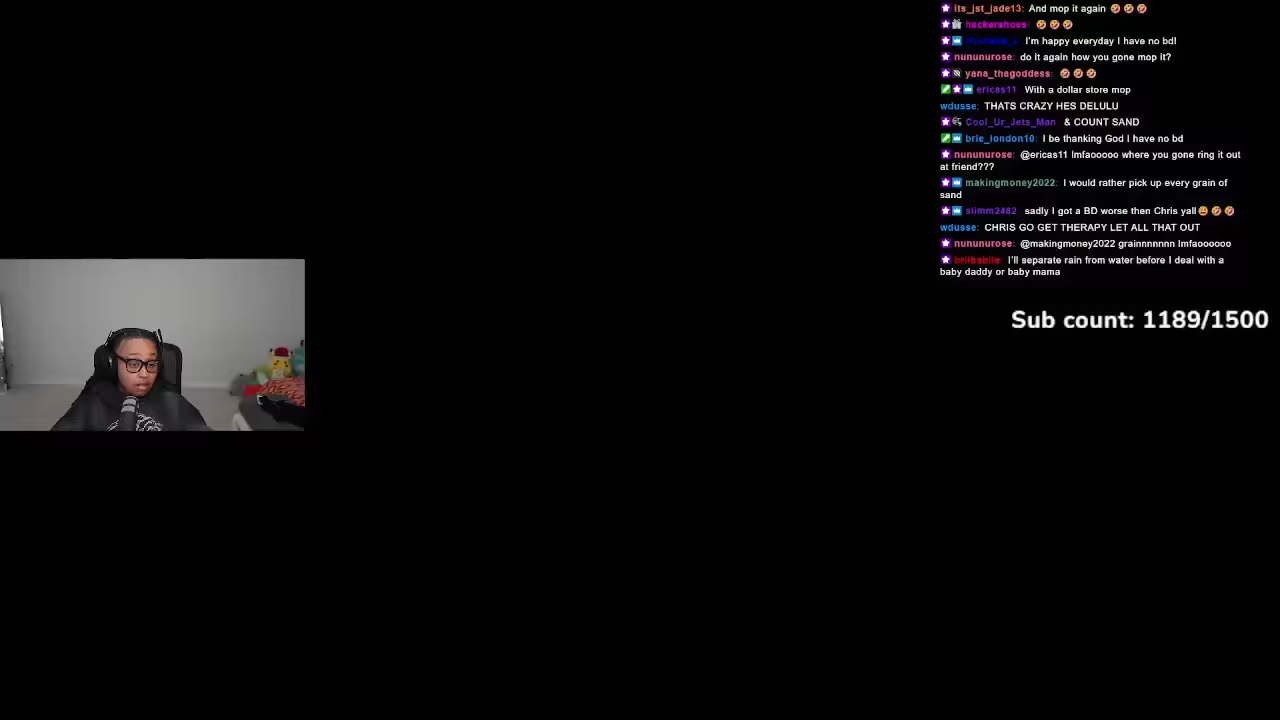 its_jst_jade13: And mop it again 🤣🤣🤣
hackershoes: 🤣🤣🤣
I'm happy everyday I have no bd!
nununurose: do it again how you gone mop it?
yana_thagoddess: 🤣🤣🤣
ericas11 With a dollar store mop
wdusse: THATS CRAZY HES DELULU
Cool_Ur_Jets_Man & COUNT SAND
brie_london10: I be thanking God I have no bd
nununurose: @ericas11 lmfaooooo where you gone ring it out
at friend???
makingmoney2022: I would rather pick up every grain of
sand
slimm2482 sadly I got a BD worse then Chris yall🤣🤣
wdusse: CHRIS GO GET THERAPY LET ALL THAT OUT
nununurose: @makingmoney2022 grainnnnnnn lmfaoooooo
I'll separate rain from water before I deal with a
baby daddy or baby mama
Sub count: 1189/1500